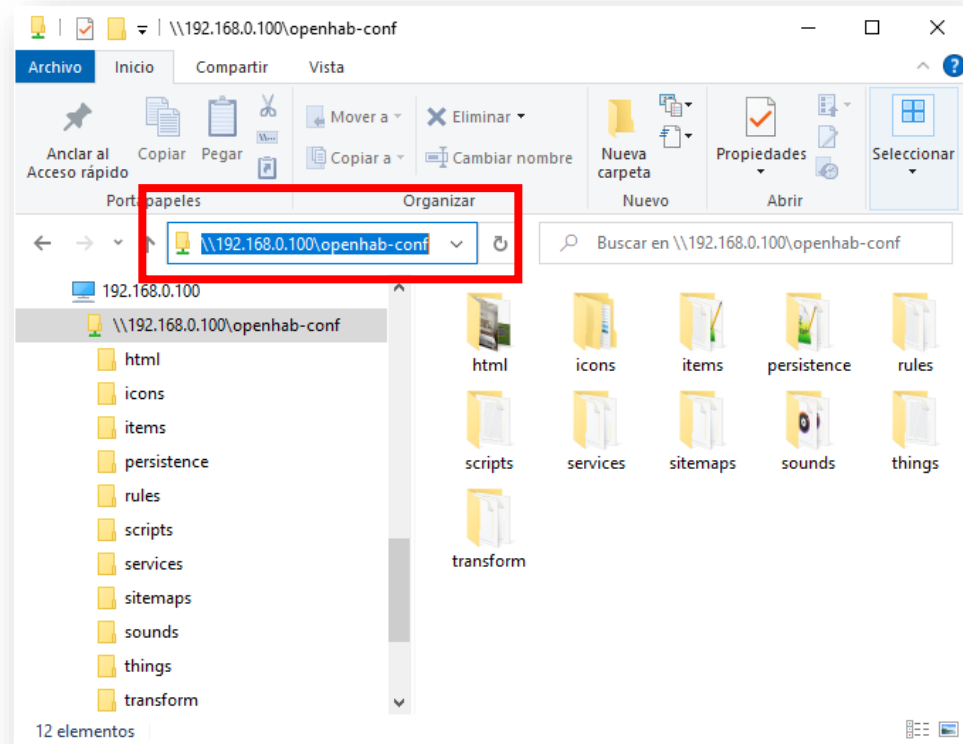 \\192.168.0.100\openhab-conf
Archivo Inicio Compartir Vista
Mover a Eliminar
Anclar al Copiar Pegar Copiar a Cambiar nombre Nueva Propiedades Seleccionar
Acceso rápido carpeta
Portapapeles Organizar Nuevo Abrir
\\192.168.0.100\openhab-conf Buscar en \\192.168.0.100\openhab-conf
192.168.0.100
\\192.168.0.100\openhab-conf
html
icons
items
persistence
rules
scripts
services
sitemaps
sounds
things
transform
html icons items persistence rules
scripts services sitemaps sounds things
transform
12 elementos